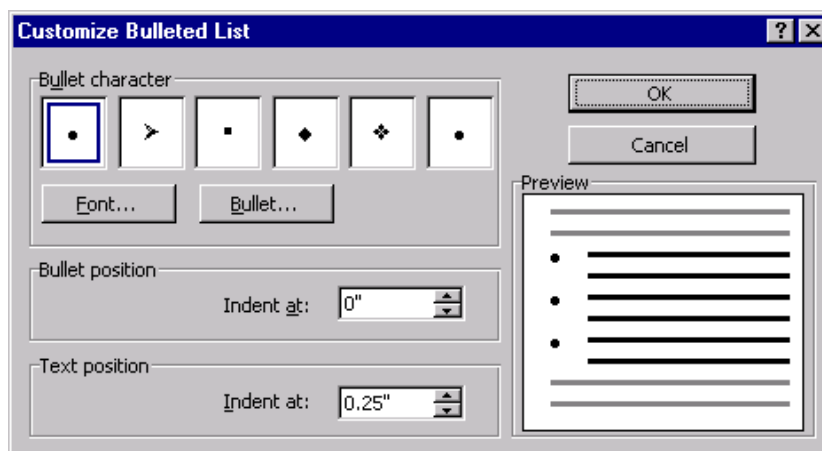 Customize Bulleted List
Bullet character
OK
Cancel
Font...
Bullet...
Preview
Bullet position
Indent at: 0"
Text position
Indent at: 0.25"